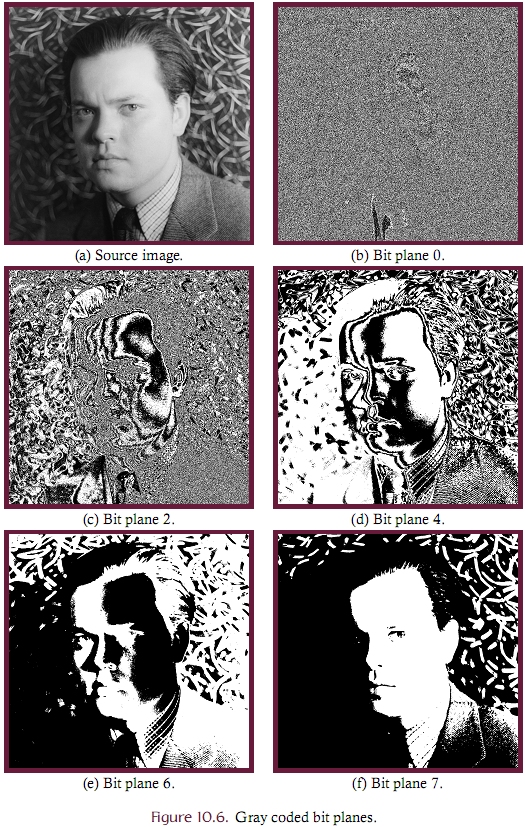 (a) Source image.
(b) Bit plane 0.
(c) Bit plane 2.
(d) Bit plane 4.
(e) Bit plane 6.
(f) Bit plane 7.
Figure 10.6. Gray coded bit planes.